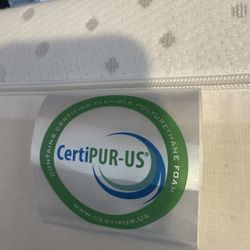 CONTAINS CERTIFIED FLEXIBLE POLYURETHANE FOAM
CertiPUR-US®
WWW.CERTIPUR.US